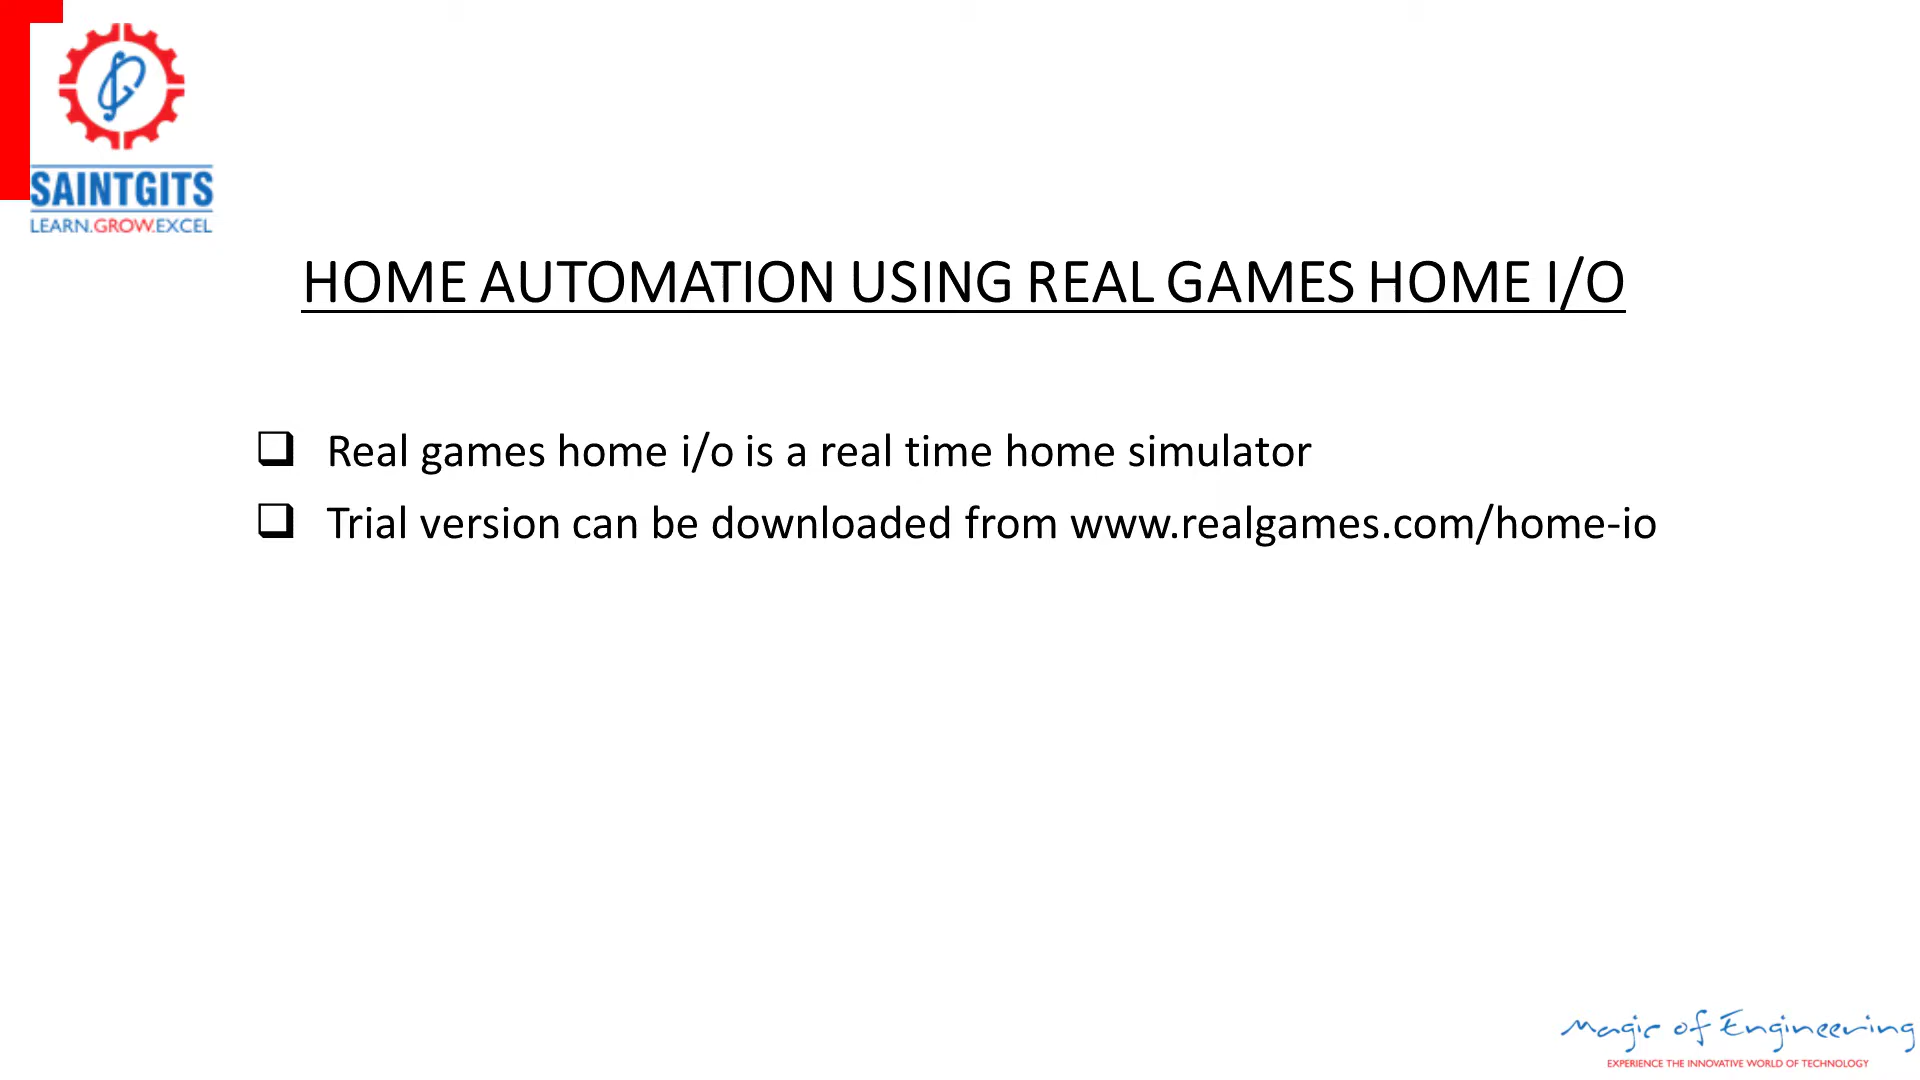 SAINTGITS
LEARN.GROW.EXCEL
HOME AUTOMATION USING REAL GAMES HOME I/O
Real games home i/o is a real time home simulator
Trial version can be downloaded from www.realgames.com/home-io
Magic of Engineering
EXPERIENCE THE INNOVATIVE WORLD OF TECHNOLOGY